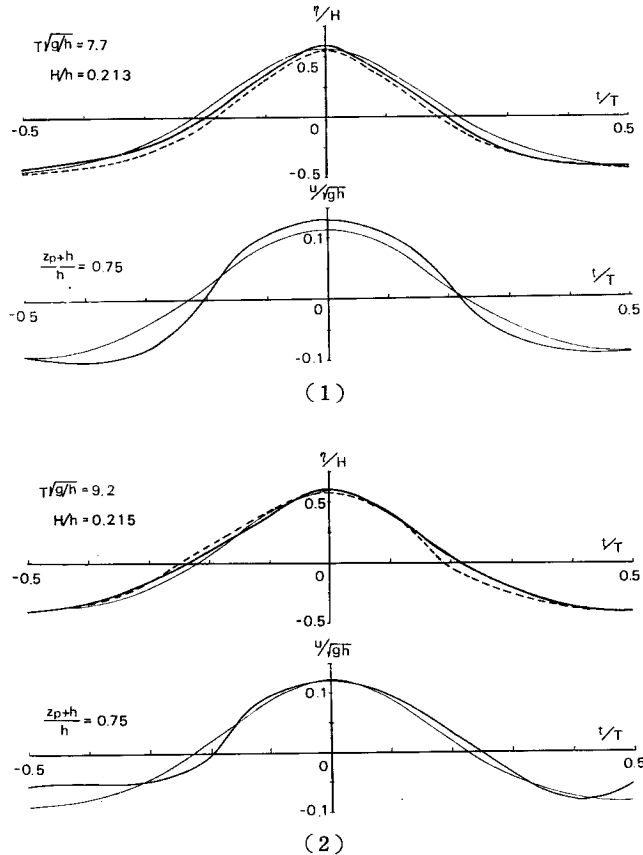 η/H
T√g/h = 7.7
H/h = 0.213
0.5
t/T
-0.5
0
0.5
-0.5
u/√gh
0.1
zp+h/h = 0.75
t/T
-0.5
0
0.5
-0.1
(1)
η/H
T√g/h = 9.2
H/h = 0.215
0.5
t/T
-0.5
0
0.5
-0.5
u/√gh
0.1
zp+h/h = 0.75
t/T
-0.5
0
0.5
-0.1
(2)